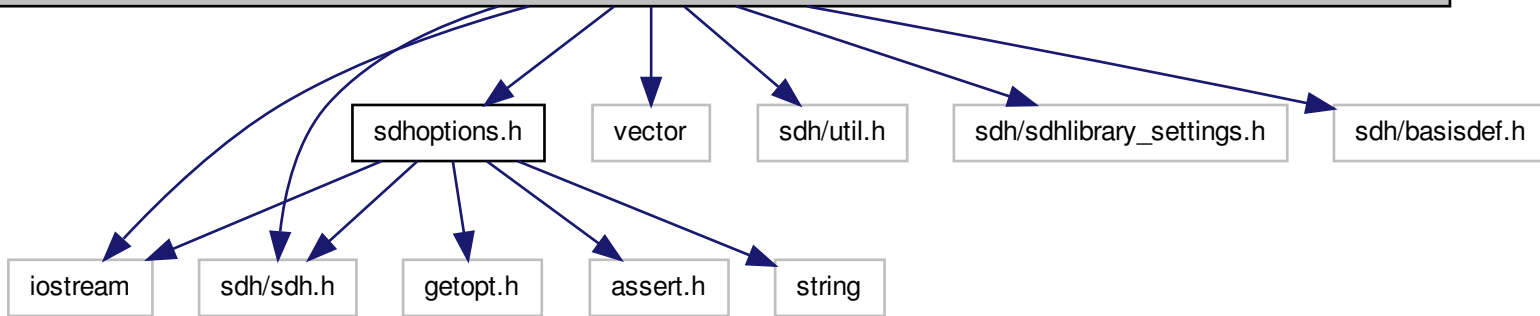 sdhoptions.h
vector
sdh/util.h
sdh/sdhlibrary_settings.h
sdh/basisdef.h
iostream
sdh/sdh.h
getopt.h
assert.h
string